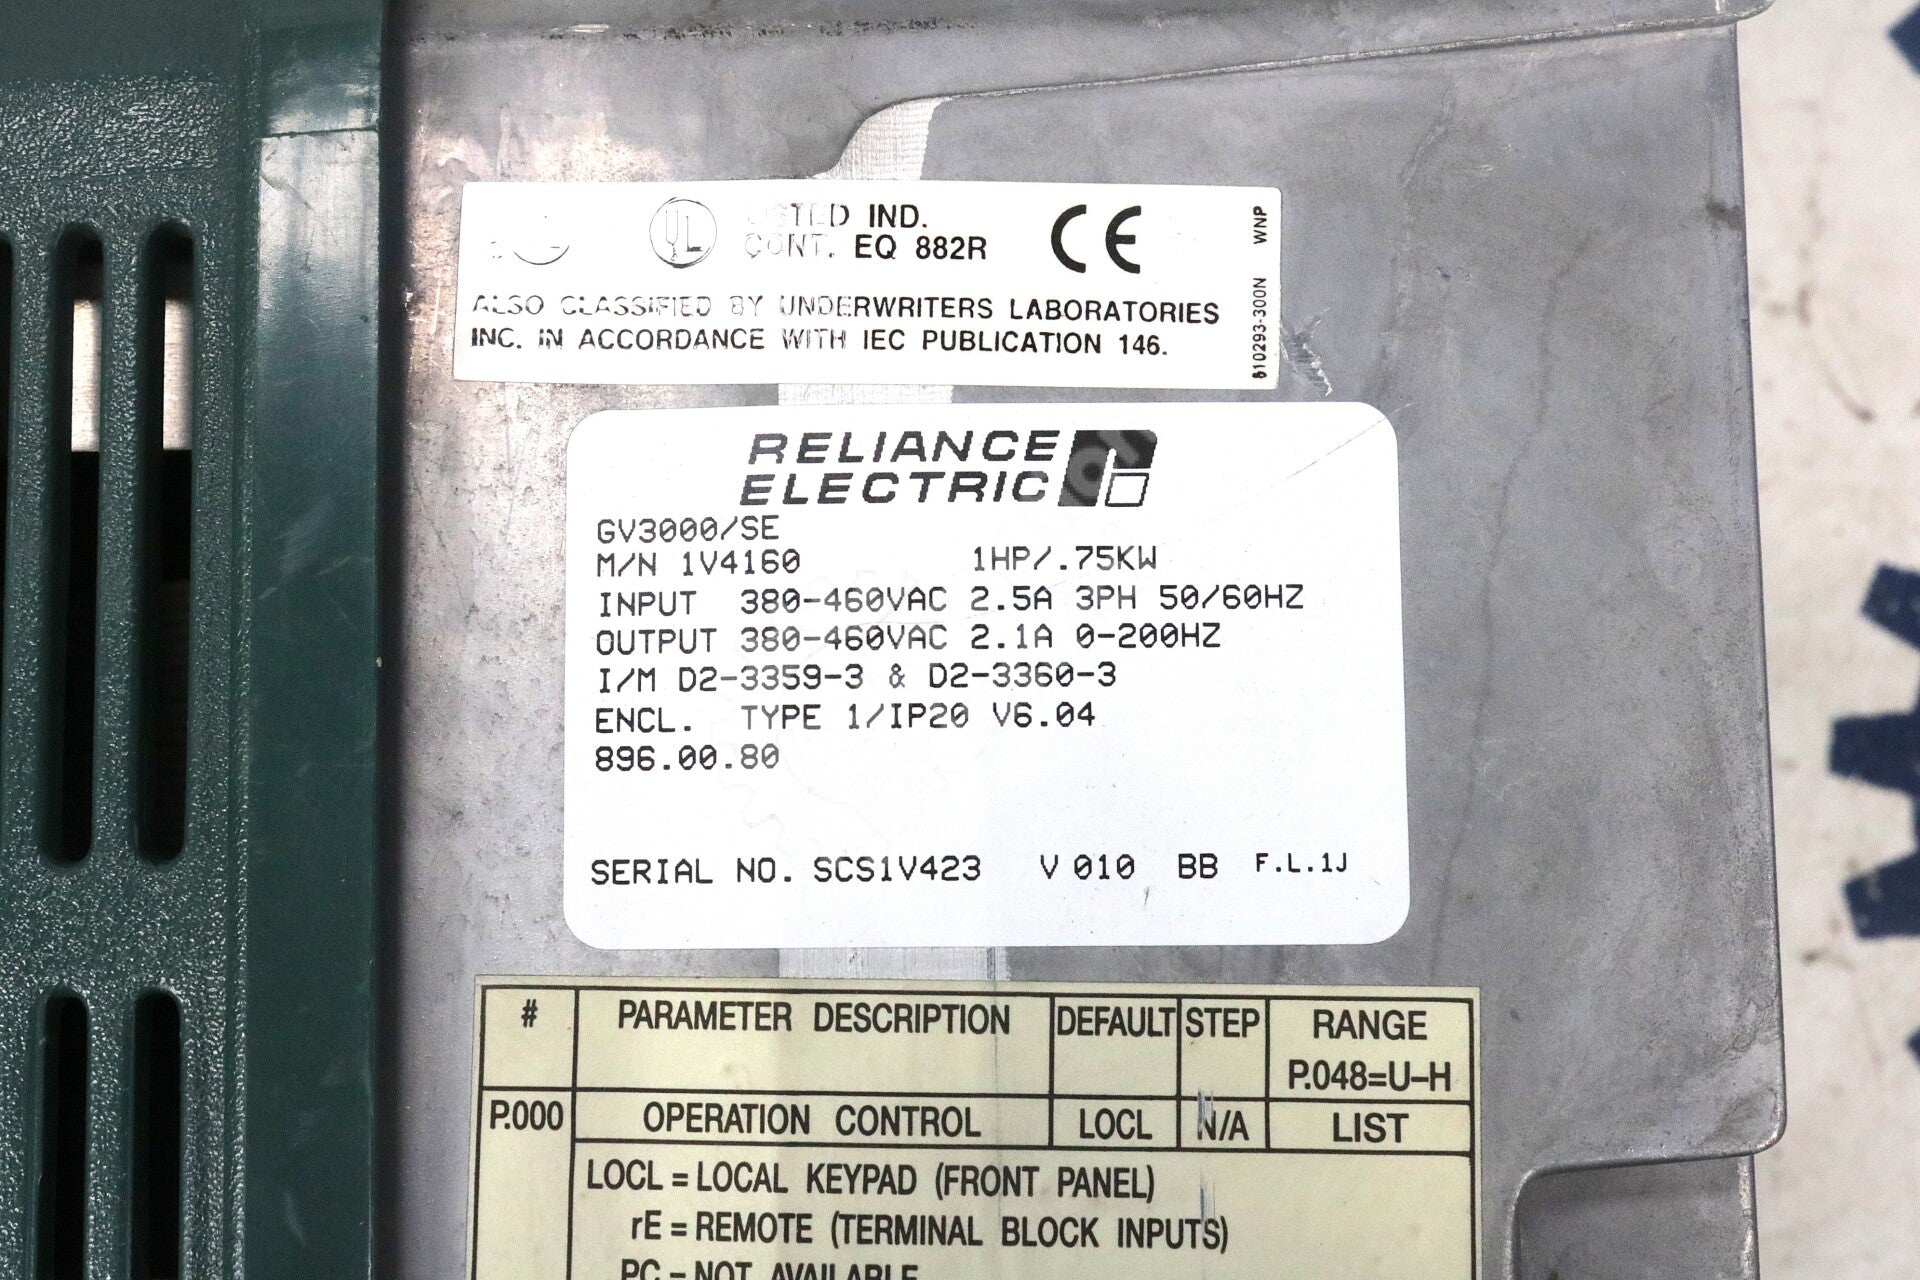 UL LISTED IND.
CONT. EQ 882R
CE
ALSO CLASSIFIED BY UNDERWRITERS LABORATORIES
INC. IN ACCORDANCE WITH IEC PUBLICATION 146.
810293-300N WNP
RELIANCE
ELECTRIC
GV3000/SE
M/N 1V4160 1HP/.75KW
INPUT 380-460VAC 2.5A 3PH 50/60HZ
OUTPUT 380-460VAC 2.1A 0-200HZ
I/M D2-3359-3 & D2-3360-3
ENCL. TYPE 1/IP20 V6.04
896.00.80
SERIAL NO. SCS1V423 V 010 BB F.L.1J
# PARAMETER DESCRIPTION DEFAULT STEP RANGE
P.048=U-H
P.000 OPERATION CONTROL LOCL N/A LIST
LOCL = LOCAL KEYPAD (FRONT PANEL)
rE = REMOTE (TERMINAL BLOCK INPUTS)
PC = NOT AVAILABLE